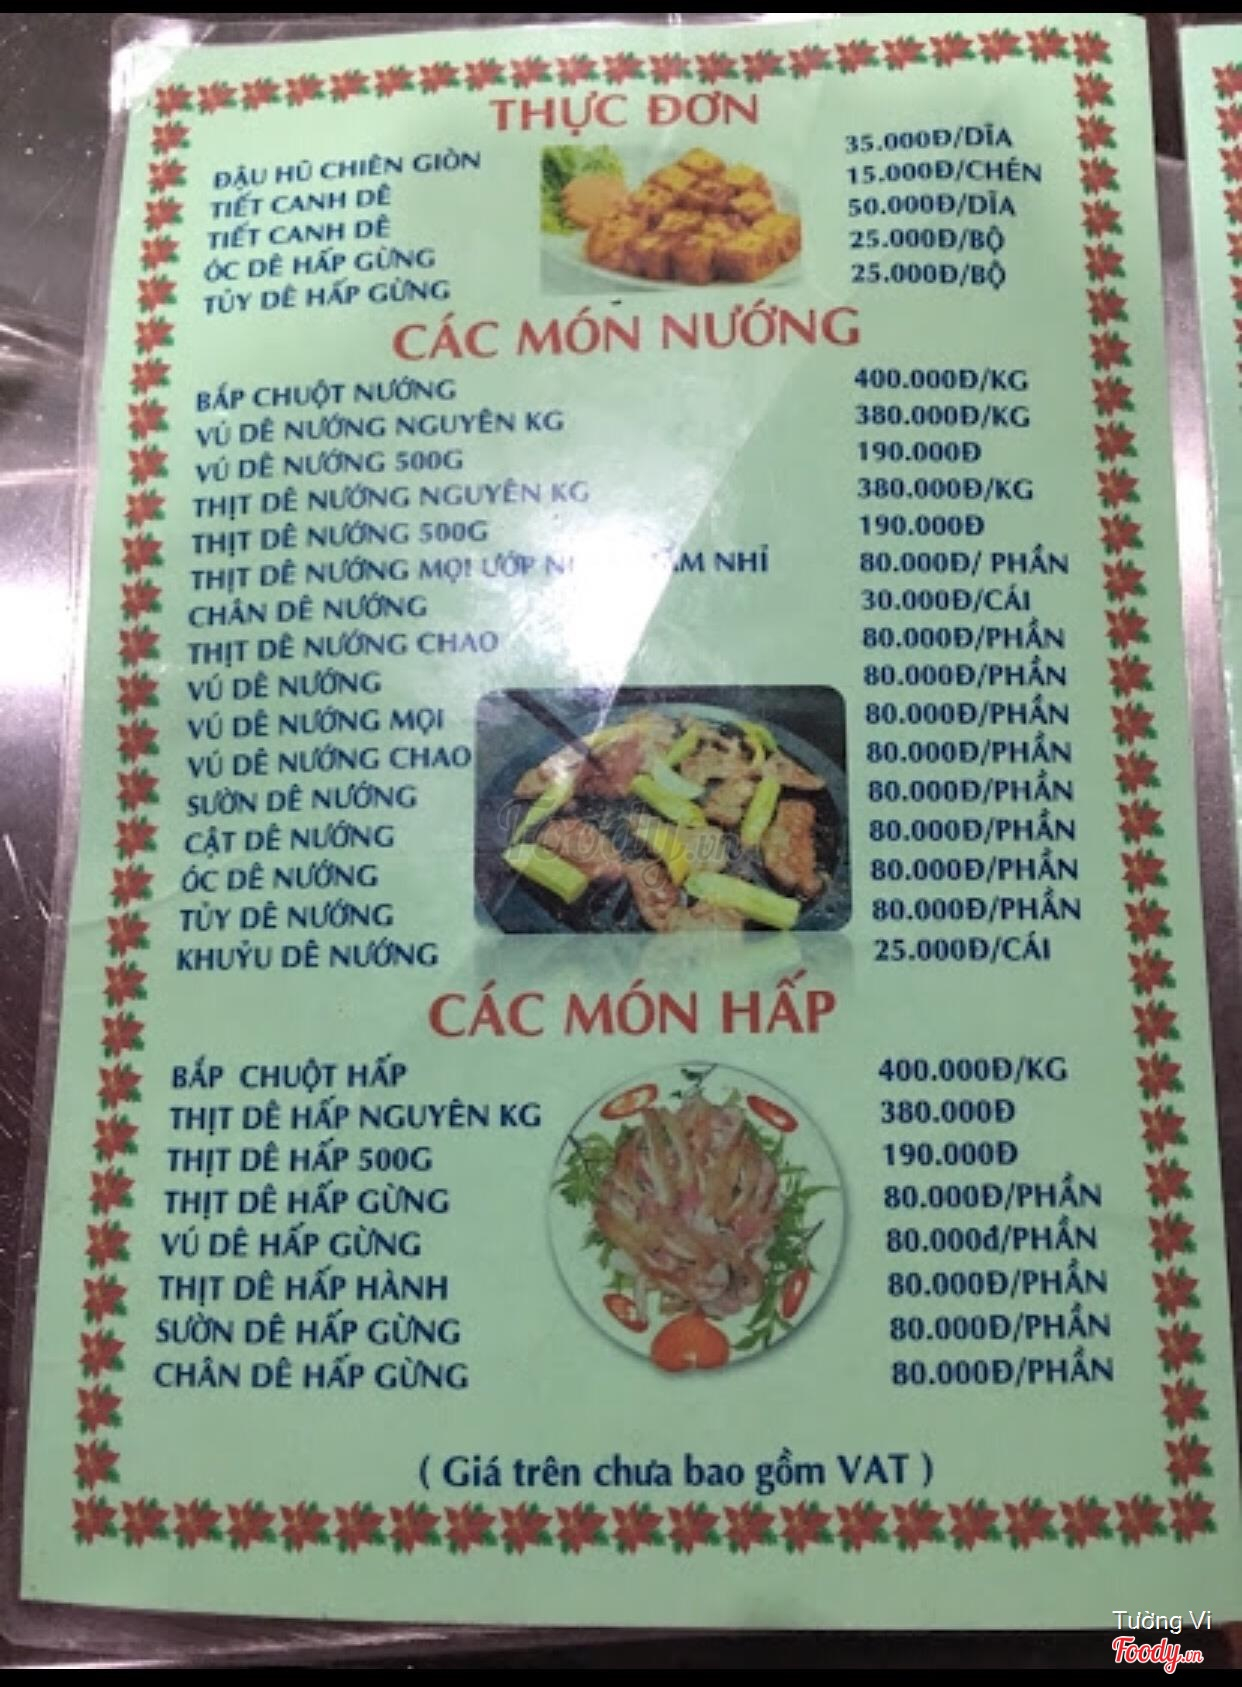 THỰC ĐƠN
ĐẬU HŨ CHIÊN GIÒN 35.000Đ/DĨA
TIẾT CANH DÊ 15.000Đ/CHÉN
TIẾT CANH DÊ 50.000Đ/DĨA
ÓC DÊ HẤP GỪNG 25.000Đ/BỘ
TỦY DÊ HẤP GỪNG 25.000Đ/BỘ
CÁC MÓN NƯỚNG
BẮP CHUỘT NƯỚNG 400.000Đ/KG
VÚ DÊ NƯỚNG NGUYÊN KG 380.000Đ/KG
VÚ DÊ NƯỚNG 500G 190.000Đ
THỊT DÊ NƯỚNG NGUYÊN KG 380.000Đ/KG
THỊT DÊ NƯỚNG 500G 190.000Đ
THỊT DÊ NƯỚNG MỌI ƯỚP NHỈ 80.000Đ/ PHẦN
CHÂN DÊ NƯỚNG 30.000Đ/CÁI
THỊT DÊ NƯỚNG CHAO 80.000Đ/PHẦN
VÚ DÊ NƯỚNG 80.000Đ/PHẦN
VÚ DÊ NƯỚNG MỌI 80.000Đ/PHẦN
VÚ DÊ NƯỚNG CHAO 80.000Đ/PHẦN
SƯỜN DÊ NƯỚNG 80.000Đ/PHẦN
CẬT DÊ NƯỚNG 80.000Đ/PHẦN
ÓC DÊ NƯỚNG 80.000Đ/PHẦN
TỦY DÊ NƯỚNG 80.000Đ/PHẦN
KHUỶU DÊ NƯỚNG 25.000Đ/CÁI
Foody.vn
CÁC MÓN HẤP
BẮP CHUỘT HẤP 400.000Đ/KG
THỊT DÊ HẤP NGUYÊN KG 380.000Đ
THỊT DÊ HẤP 500G 190.000Đ
THỊT DÊ HẤP GỪNG 80.000Đ/PHẦN
VÚ DÊ HẤP GỪNG 80.000đ/PHẦN
THỊT DÊ HẤP HÀNH 80.000Đ/PHẦN
SƯỜN DÊ HẤP GỪNG 80.000Đ/PHẦN
CHÂN DÊ HẤP GỪNG 80.000Đ/PHẦN
( Giá trên chưa bao gồm VAT )
Tường Vi
Foody.vn